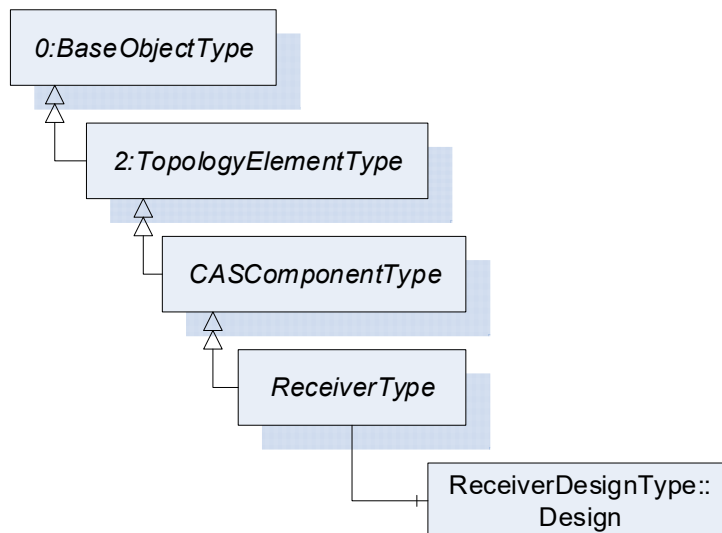 0:BaseObjectType
2:TopologyElementType
CASComponentType
ReceiverType
ReceiverDesignType::
Design